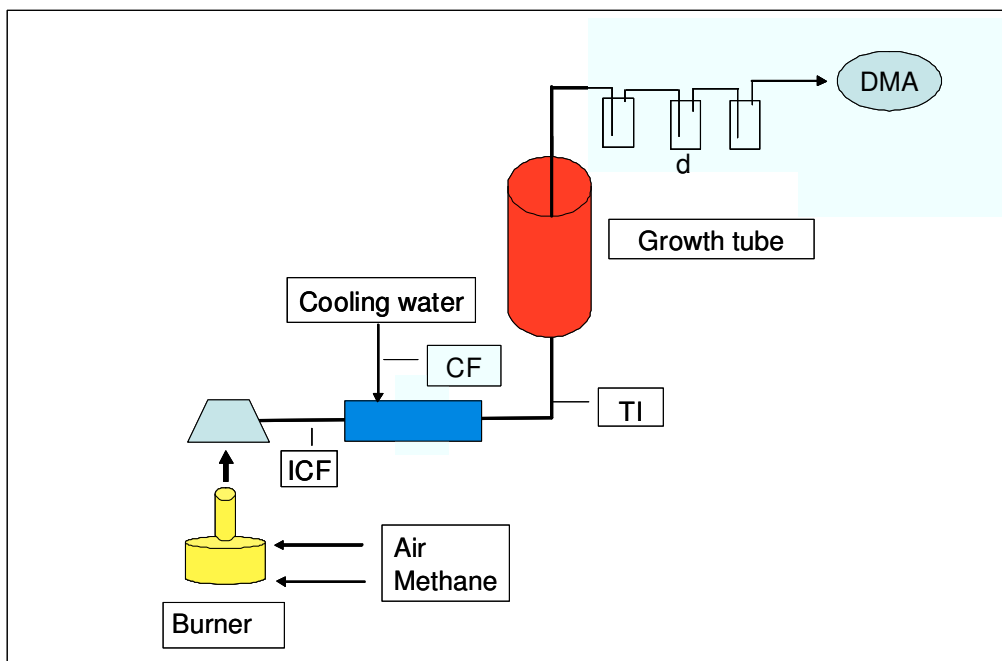 DMA
d
Growth tube
Cooling water
CF
TI
ICF
Air
Methane
Burner